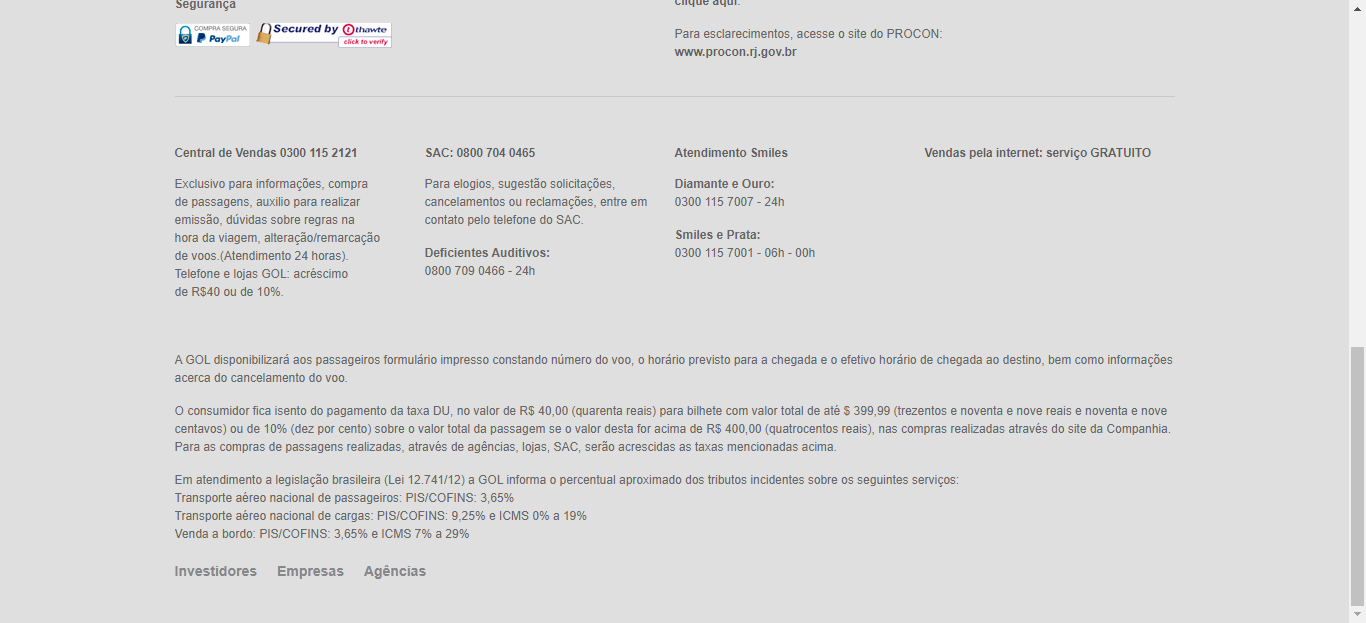 Segurança
COMPRA SEGURA
PayPal
Secured by thawte
click to verify
clique aqui.
Para esclarecimentos, acesse o site do PROCON:
www.procon.rj.gov.br
Central de Vendas 0300 115 2121
Exclusivo para informações, compra
de passagens, auxilio para realizar
emissão, dúvidas sobre regras na
hora da viagem, alteração/remarcação
de voos.(Atendimento 24 horas).
Telefone e lojas GOL: acréscimo
de R$40 ou de 10%.
SAC: 0800 704 0465
Para elogios, sugestão solicitações,
cancelamentos ou reclamações, entre em
contato pelo telefone do SAC.
Deficientes Auditivos:
0800 709 0466 - 24h
Atendimento Smiles
Diamante e Ouro:
0300 115 7007 - 24h
Smiles e Prata:
0300 115 7001 - 06h - 00h
Vendas pela internet: serviço GRATUITO
A GOL disponibilizará aos passageiros formulário impresso constando número do voo, o horário previsto para a chegada e o efetivo horário de chegada ao destino, bem como informações
acerca do cancelamento do voo.
O consumidor fica isento do pagamento da taxa DU, no valor de R$ 40,00 (quarenta reais) para bilhete com valor total de até $ 399,99 (trezentos e noventa e nove reais e noventa e nove
centavos) ou de 10% (dez por cento) sobre o valor total da passagem se o valor desta for acima de R$ 400,00 (quatrocentos reais), nas compras realizadas através do site da Companhia.
Para as compras de passagens realizadas, através de agências, lojas, SAC, serão acrescidas as taxas mencionadas acima.
Em atendimento a legislação brasileira (Lei 12.741/12) a GOL informa o percentual aproximado dos tributos incidentes sobre os seguintes serviços:
Transporte aéreo nacional de passageiros: PIS/COFINS: 3,65%
Transporte aéreo nacional de cargas: PIS/COFINS: 9,25% e ICMS 0% a 19%
Venda a bordo: PIS/COFINS: 3,65% e ICMS 7% a 29%
Investidores Empresas Agências